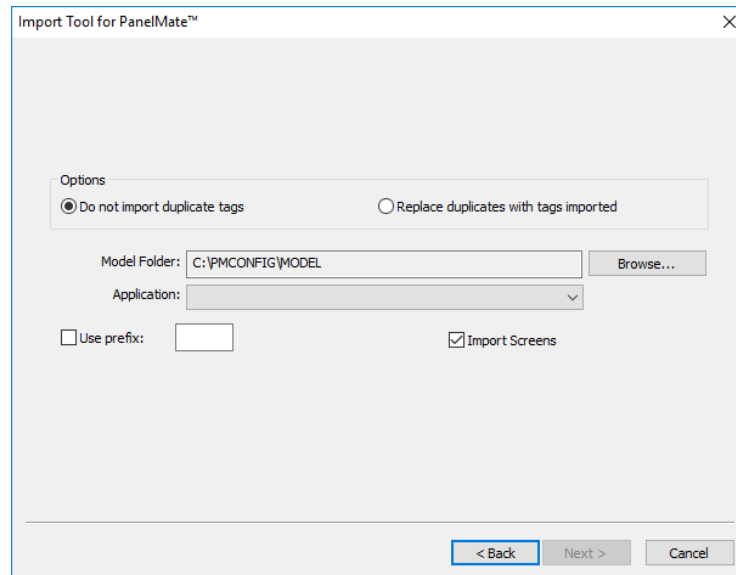 Import Tool for PanelMate™
Options
Do not import duplicate tags
Replace duplicates with tags imported
Model Folder: C:\PMCONFIG\MODEL Browse...
Application:
Use prefix:
Import Screens
< Back Next > Cancel